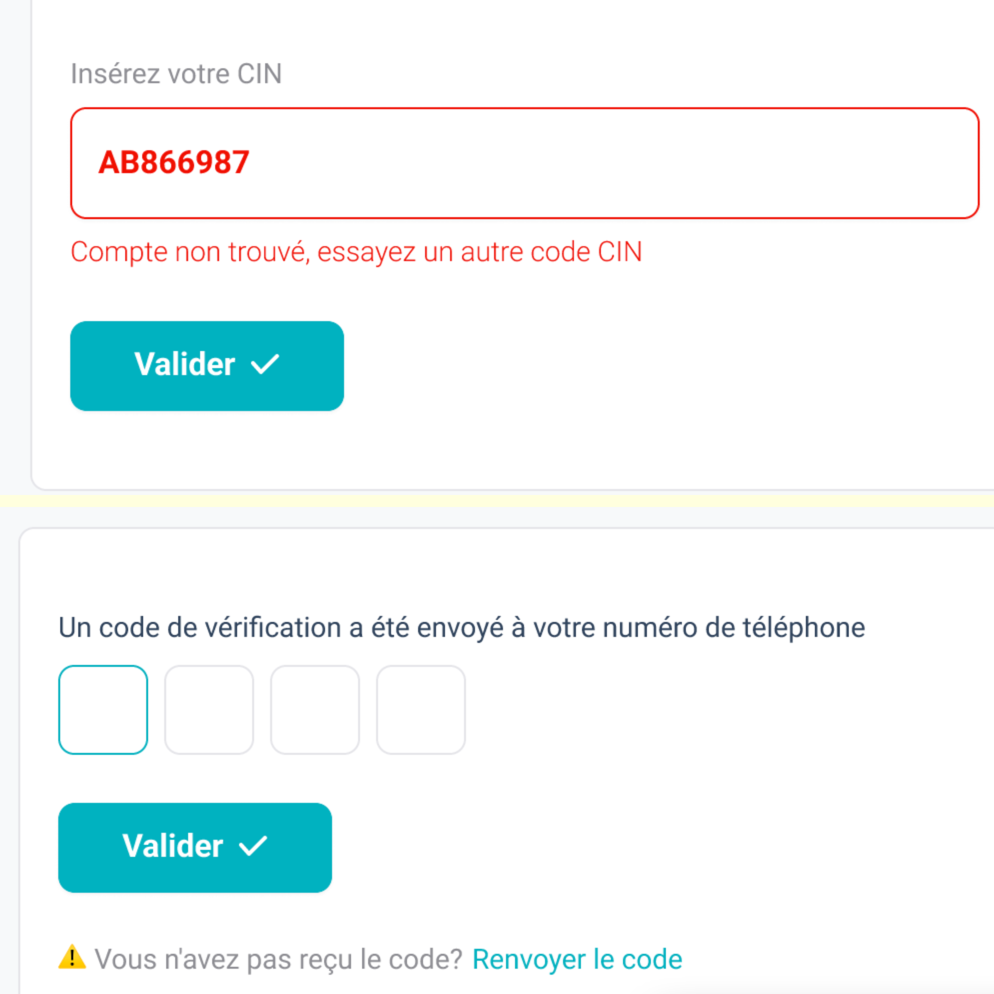 Insérez votre CIN
AB866987
Compte non trouvé, essayez un autre code CIN
Valider
Un code de vérification a été envoyé à votre numéro de téléphone
Valider
Vous n'avez pas reçu le code? Renvoyer le code